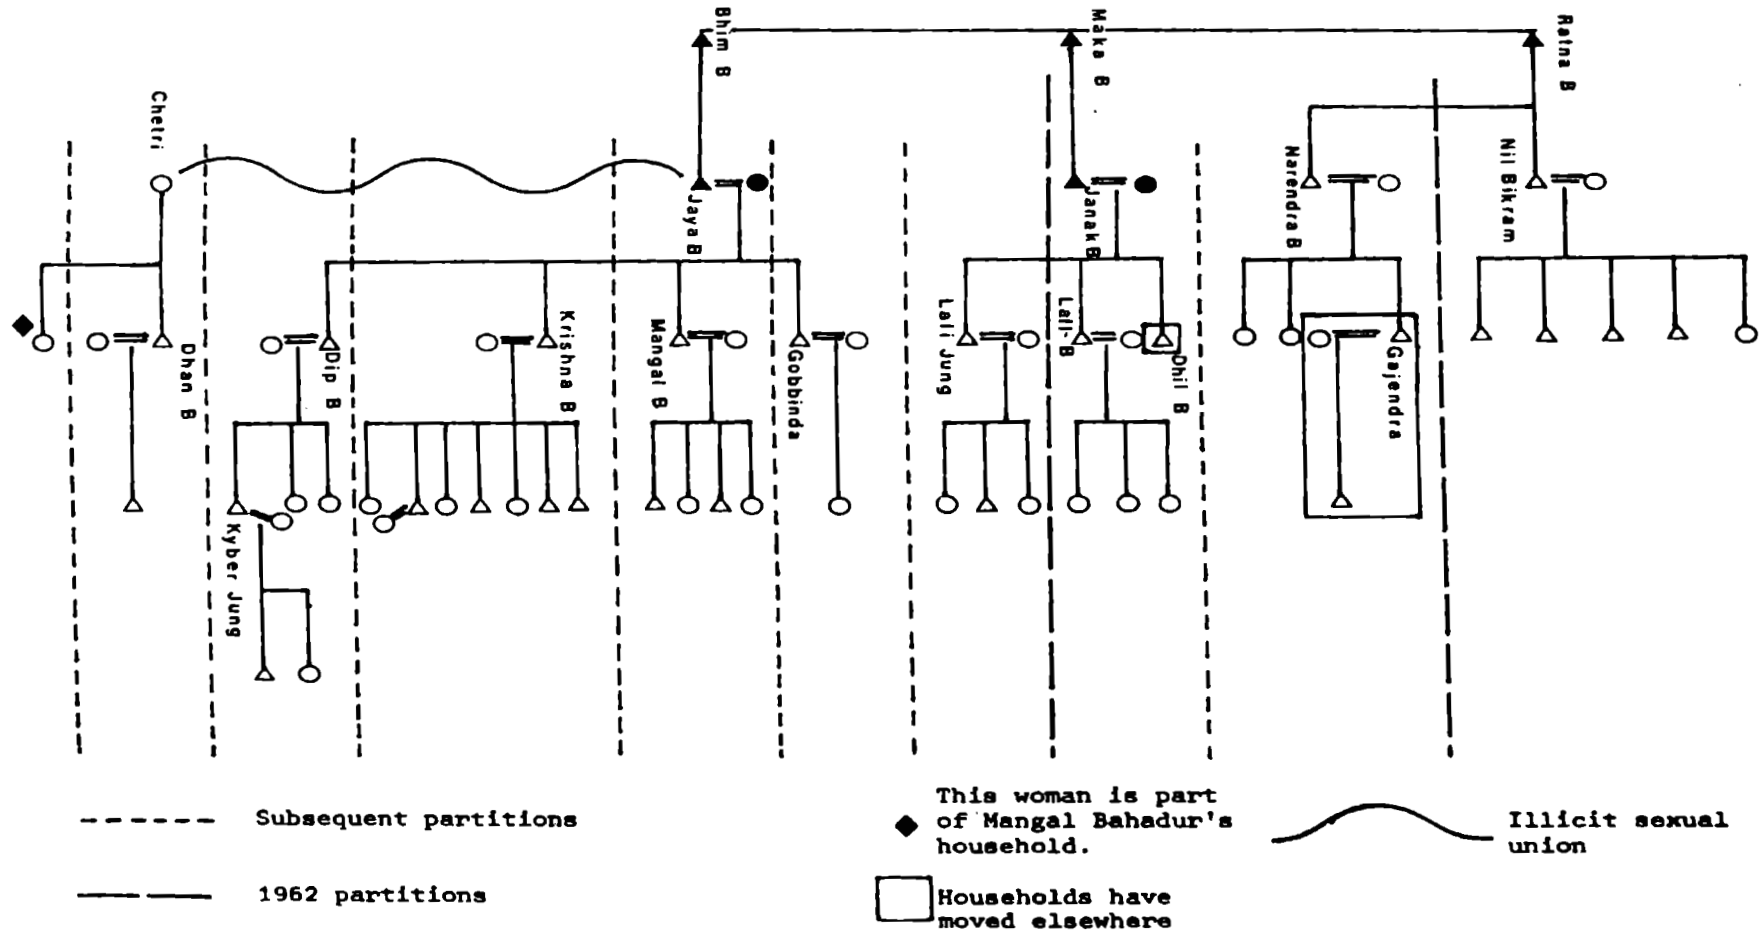 Bhim B
Maka B
Ratna B
Chetri
Jaya B
Janak B
Narendra B
Nil Bikram
Dhan B
Dip B
Krishna B
Mangal B
Gobbinda
Lali Jung
Lall- B
Dhil B
Gajendra
Kyber Jung
Subsequent partitions
1962 partitions
This woman is part
of Mangal Bahadur's
household.
Households have
moved elsewhere
Illicit sexual
union